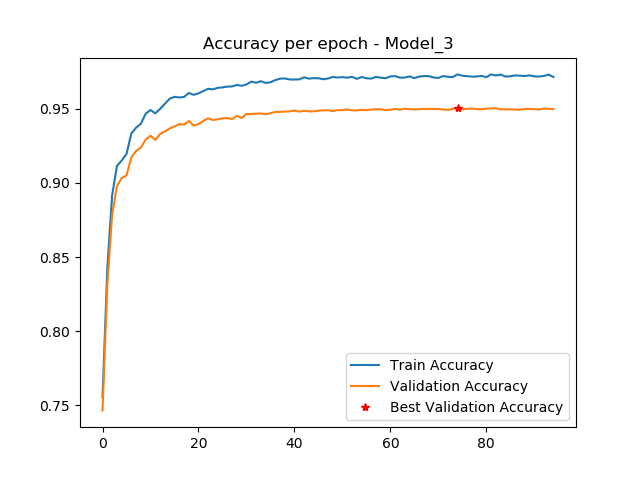 Accuracy per epoch - Model_3
0.95
0.90
0.85
0.80
0.75
0 20 40 60 80
Train Accuracy
Validation Accuracy
Best Validation Accuracy